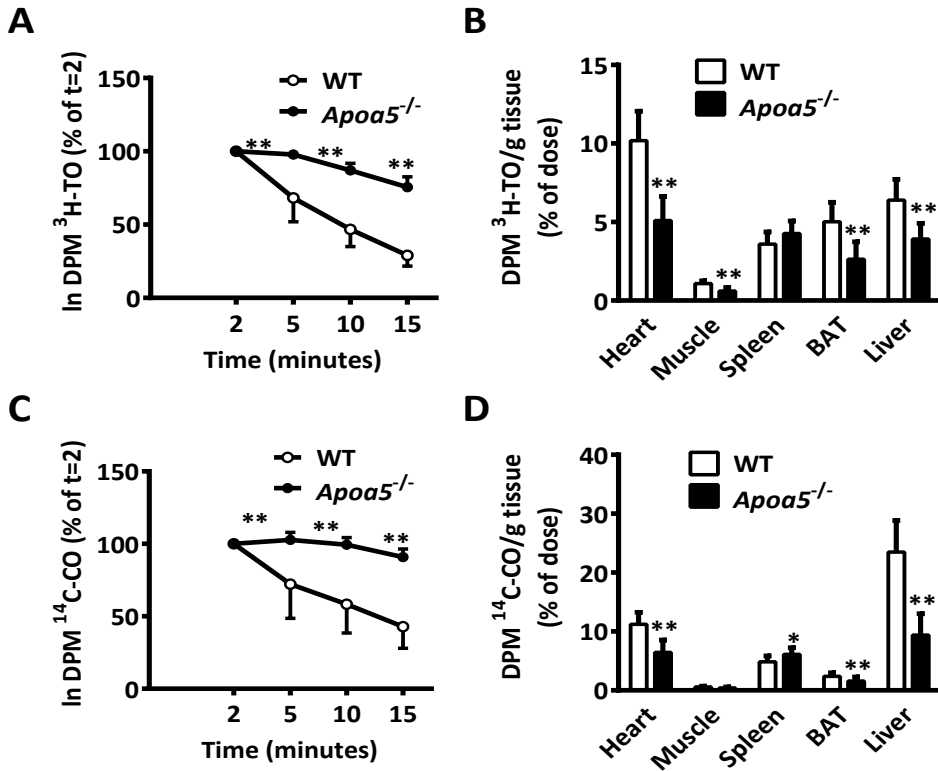 A
ln DPM ³H-TO (% of t=2)
150
100
50
0
WT
Apoa5⁻/⁻
** ** **
2 5 10 15
Time (minutes)
B
DPM ³H-TO/g tissue
(% of dose)
15
10
5
0
WT
Apoa5⁻/⁻
** ** ** **
Heart Muscle Spleen BAT Liver
C
ln DPM ¹⁴C-CO (% of t=2)
150
100
50
0
WT
Apoa5⁻/⁻
** ** **
2 5 10 15
Time (minutes)
D
DPM ¹⁴C-CO/g tissue
(% of dose)
40
30
20
10
0
WT
Apoa5⁻/⁻
** * ** **
Heart Muscle Spleen BAT Liver